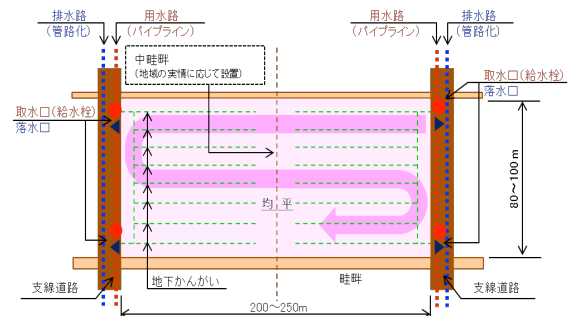 排水路
(管路化)
用水路
(パイプライン)
用水路
(パイプライン)
排水路
(管路化)
中畦畔
(地域の実情に応じて設置)
取水口(給水栓)
落水口
取水口(給水栓)
落水口
80～100m
均 平
支線道路
地下かんがい
畦畔
支線道路
200～250m